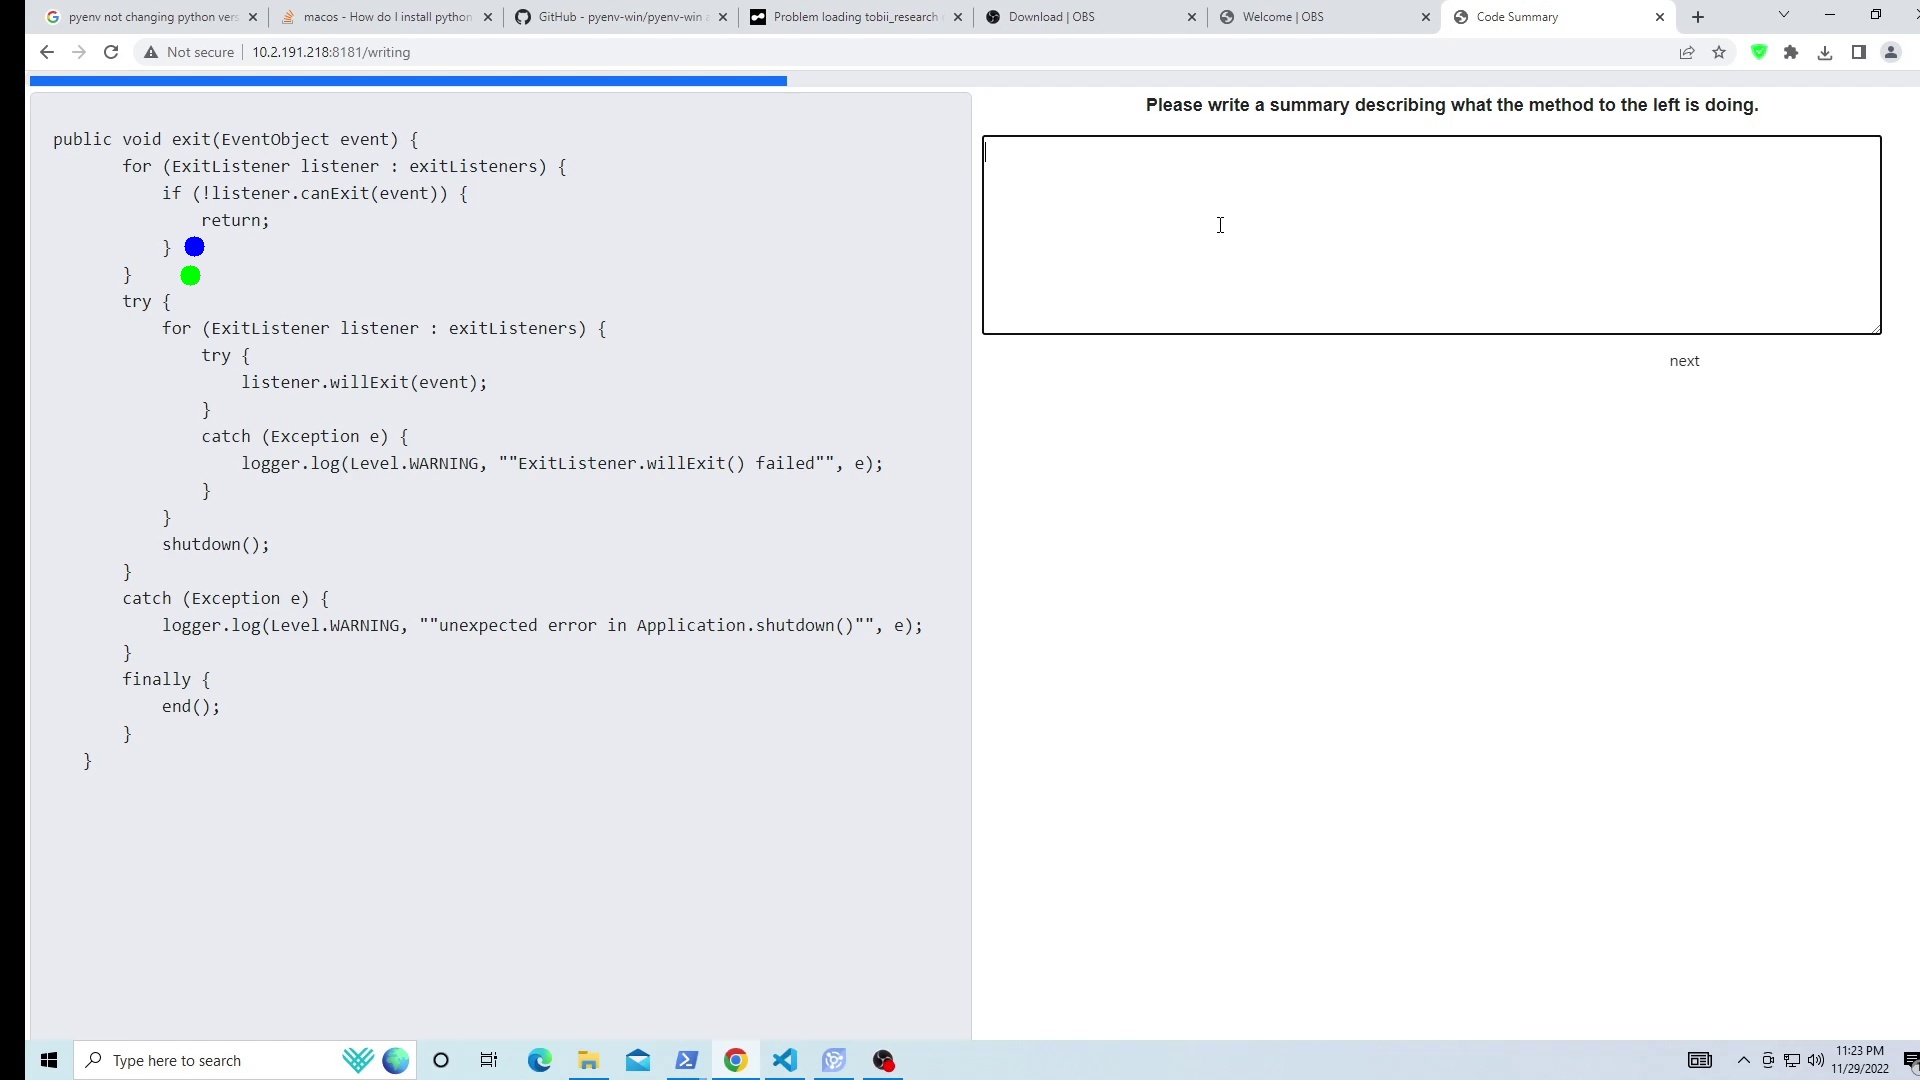 pyenv not changing python vers
macos - How do I install python
GitHub - pyenv-win/pyenv-win a
Problem loading tobii_research
Download | OBS
Welcome | OBS
Code Summary
Not secure
10.2.191.218:8181/writing
public void exit(EventObject event) {
for (ExitListener listener : exitListeners) {
if (!listener.canExit(event)) {
return;
}
}
try {
for (ExitListener listener : exitListeners) {
try {
listener.willExit(event);
}
catch (Exception e) {
logger.log(Level.WARNING, ""ExitListener.willExit() failed"", e);
}
}
shutdown();
}
catch (Exception e) {
logger.log(Level.WARNING, ""unexpected error in Application.shutdown()"", e);
}
finally {
end();
}
}
Please write a summary describing what the method to the left is doing.
next
Type here to search
11:23 PM
11/29/2022